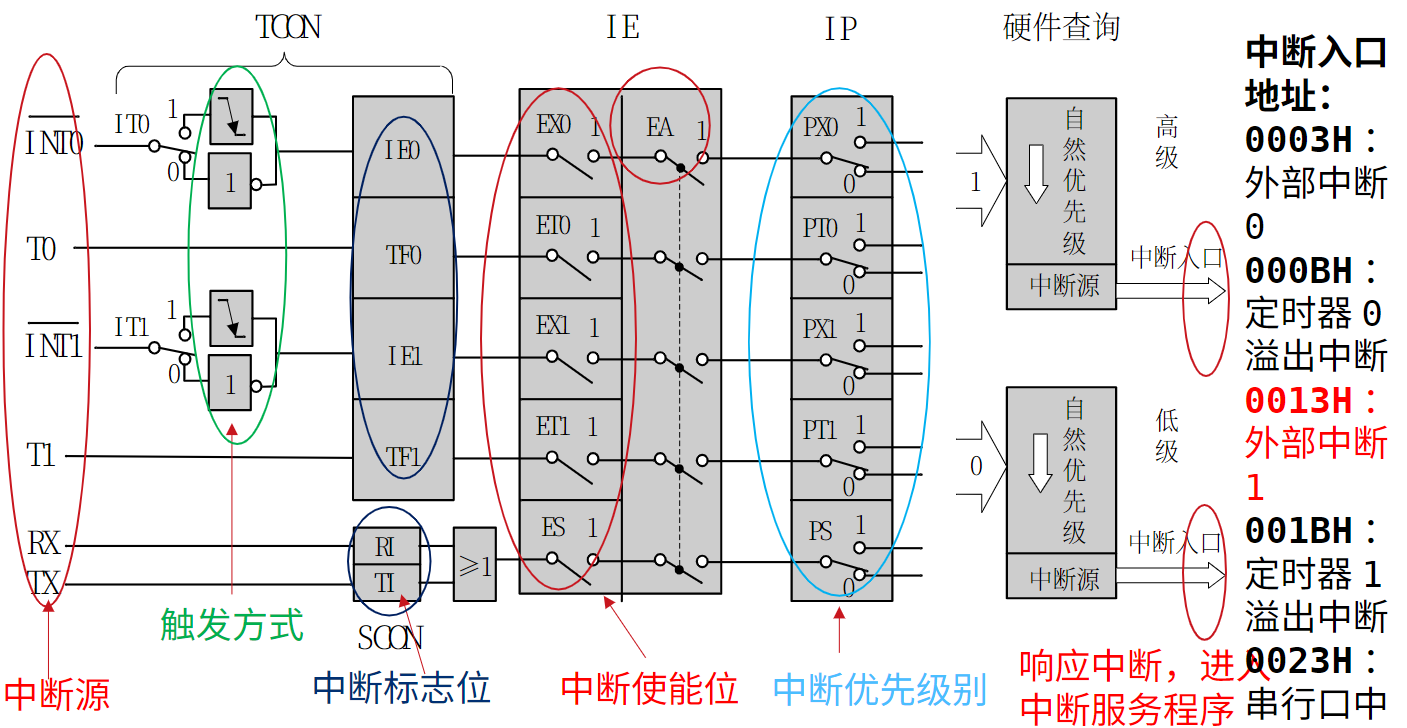 TCON
IE
IP
硬件查询
INT0
IT0
1
0
1
IE0
EX0
1
EA
1
PX0
1
0
1
自然优先级
中断源
高级
中断入口
T0
TF0
ET0
1
PT0
1
0
INT1
IT1
1
0
1
IE1
EX1
1
PX1
1
0
T1
TF1
ET1
1
PT1
1
0
0
自然优先级
中断源
低级
中断入口
RX
TX
RI
TI
≥1
ES
1
PS
1
0
SCON
中断源
触发方式
中断标志位
中断使能位
中断优先级别
响应中断，进入
中断服务程序
中断入口
地址：
0003H：
外部中断
0
000BH：
定时器 0
溢出中断
0013H：
外部中断
1
001BH：
定时器 1
溢出中断
0023H：
串行口中